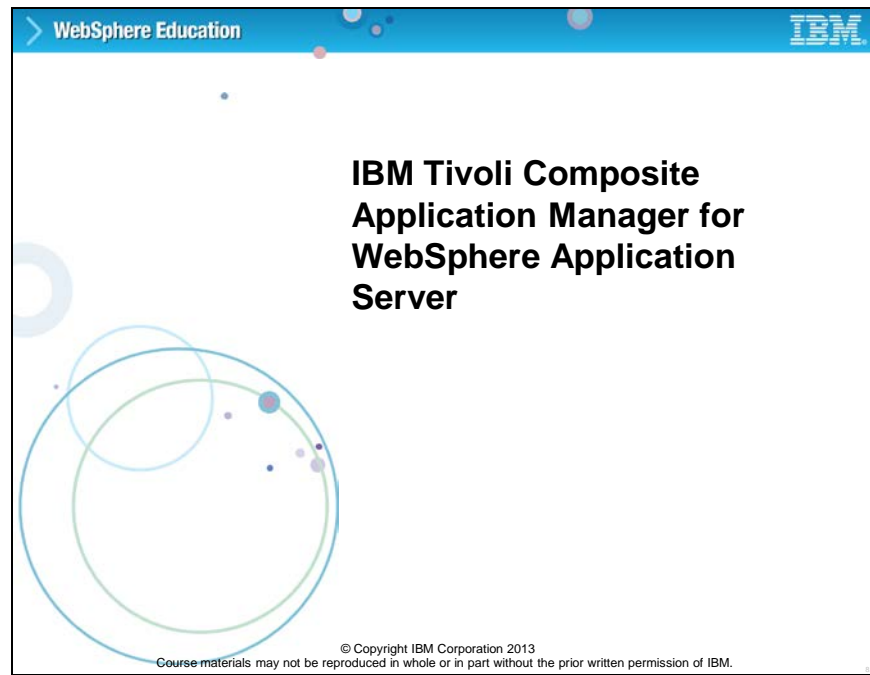 WebSphere Education
IBM
IBM Tivoli Composite
Application Manager for
WebSphere Application
Server
© Copyright IBM Corporation 2013
Course materials may not be reproduced in whole or in part without the prior written permission of IBM.